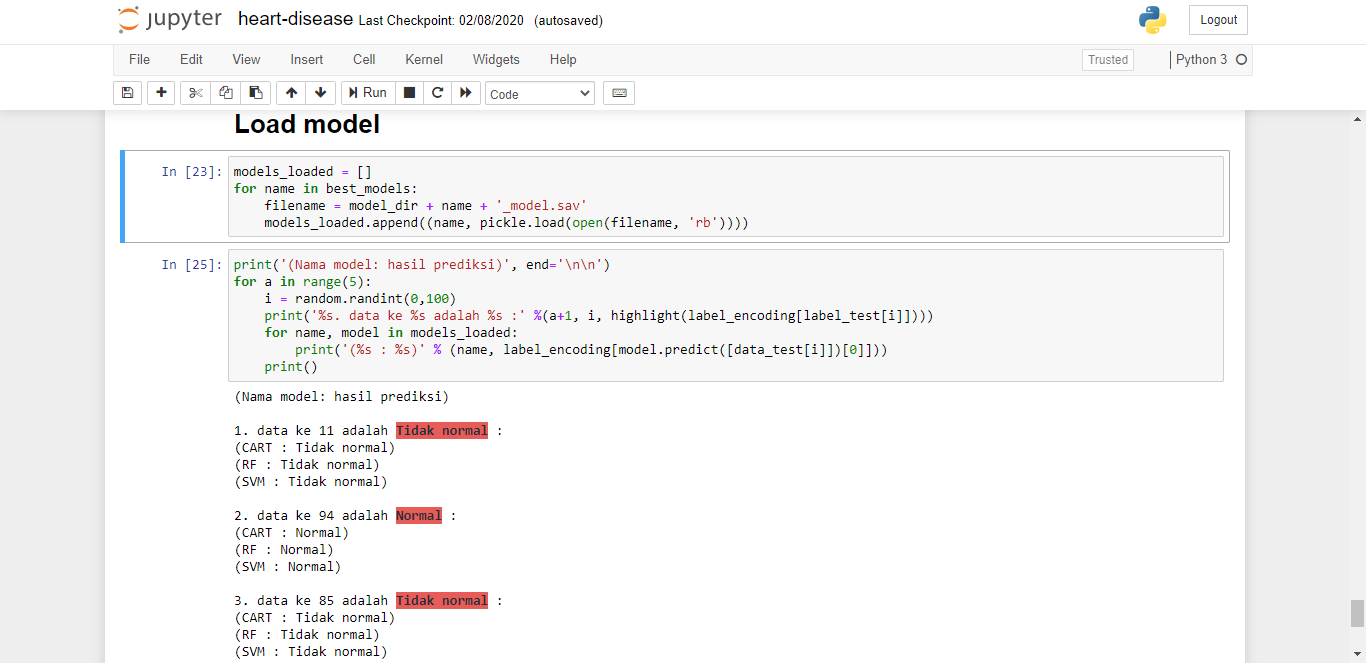 jupyter heart-disease Last Checkpoint: 02/08/2020 (autosaved)
Logout
File Edit View Insert Cell Kernel Widgets Help
Trusted
Python 3
Run
Code
Load model
In [23]:
models_loaded = []
for name in best_models:
    filename = model_dir + name + '_model.sav'
    models_loaded.append((name, pickle.load(open(filename, 'rb'))))
In [25]:
print('(Nama model: hasil prediksi)', end='\n\n')
for a in range(5):
    i = random.randint(0,100)
    print('%s. data ke %s adalah %s :' %(a+1, i, highlight(label_encoding[label_test[i]])))
    for name, model in models_loaded:
        print('(%s : %s)' % (name, label_encoding[model.predict([data_test[i]])[0]]))
    print()
(Nama model: hasil prediksi)
1. data ke 11 adalah Tidak normal :
(CART : Tidak normal)
(RF : Tidak normal)
(SVM : Tidak normal)
2. data ke 94 adalah Normal :
(CART : Normal)
(RF : Normal)
(SVM : Normal)
3. data ke 85 adalah Tidak normal :
(CART : Tidak normal)
(RF : Tidak normal)
(SVM : Tidak normal)